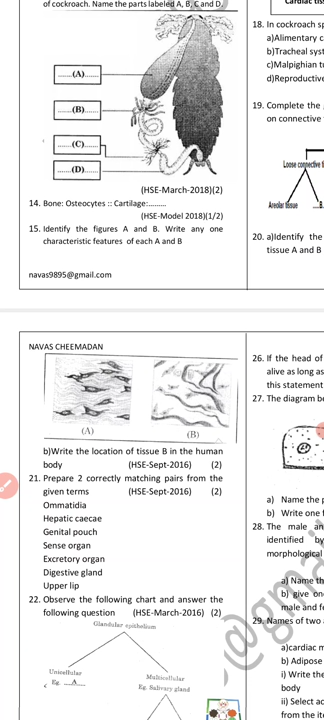 of cockroach. Name the parts labeled A, B, C and D.
......(A)......
......(B)......
......(C)......
......(D)......
(HSE-March-2018)(2)
14. Bone: Osteocytes :: Cartilage:.........
(HSE-Model 2018)(1/2)
15. Identify the figures A and B. Write any one
characteristic features of each A and B
navas9895@gmail.com
18. In cockroach sp
a)Alimentary c
b)Tracheal syst
c)Malpighian tu
d)Reproductive
19. Complete the
on connective
Loose connective ti
Areolar tissue
...B.
20. a)Identify the
tissue A and B
NAVAS CHEEMADAN
(A)
(B)
b)Write the location of tissue B in the human
body (HSE-Sept-2016) (2)
21. Prepare 2 correctly matching pairs from the
given terms (HSE-Sept-2016) (2)
Ommatidia
Hepatic caecae
Genital pouch
Sense organ
Excretory organ
Digestive gland
Upper lip
22. Observe the following chart and answer the
following question (HSE-March-2016) (2)
Glandular epithelium
Unicellular
Eg. ....A....
Multicellular
Eg. Salivary gland
26. If the head of
alive as long as
this statement
27. The diagram be
a) Name the p
b) Write one f
28. The male an
identified by
morphological
a) Name th
b) give on
male and fe
29. Names of two
a)cardiac m
b) Adipose
i) Write the
body
ii) Select ac
from the it
@gmai